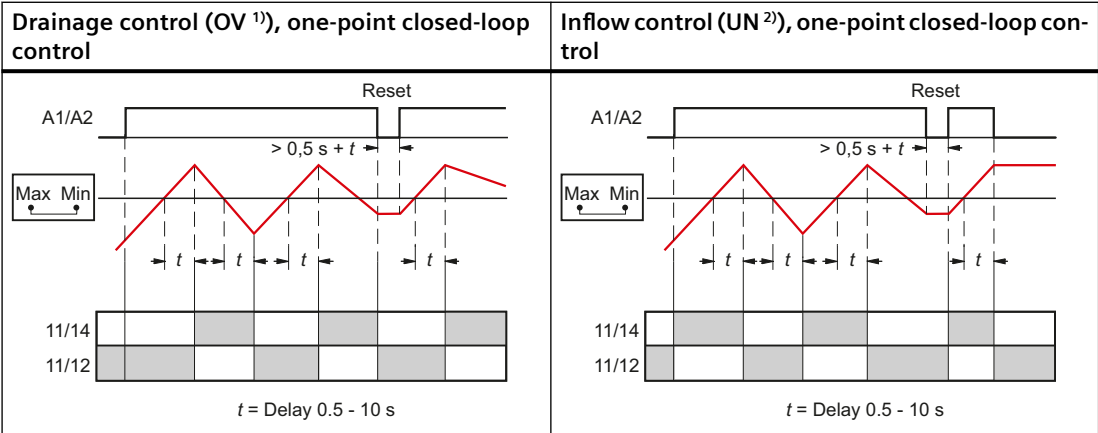 Drainage control (OV 1)), one-point closed-loop
control
Reset
A1/A2
> 0,5 s + t
Max Min
t t t t
11/14
11/12
t = Delay 0.5 - 10 s
Inflow control (UN 2)), one-point closed-loop con-
trol
Reset
A1/A2
> 0,5 s + t
Max Min
t t t t
11/14
11/12
t = Delay 0.5 - 10 s